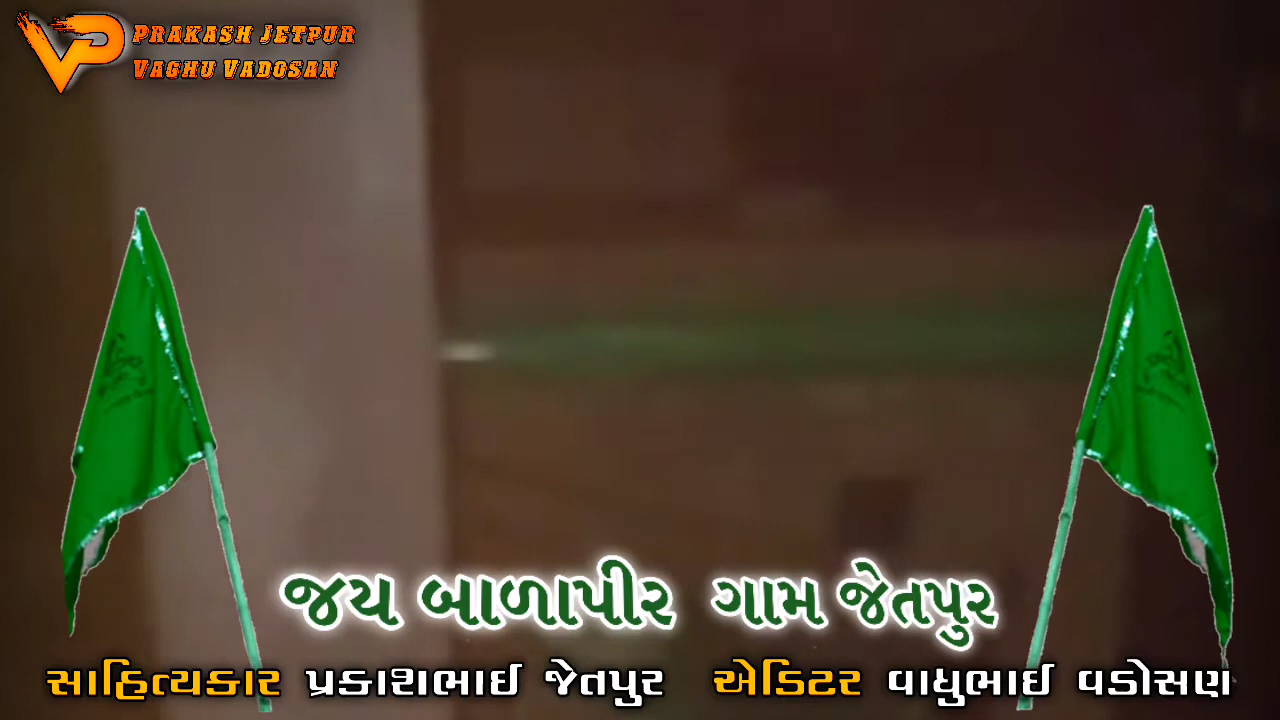 PRAKASH JETPUR
VAGHU VADOSAN
જય બાળાપીર ગામ જેતપુર
સાહિત્યકાર પ્રકાશભાઈ જેતપુર એડિટર વાઘુભાઈ વડોસણ